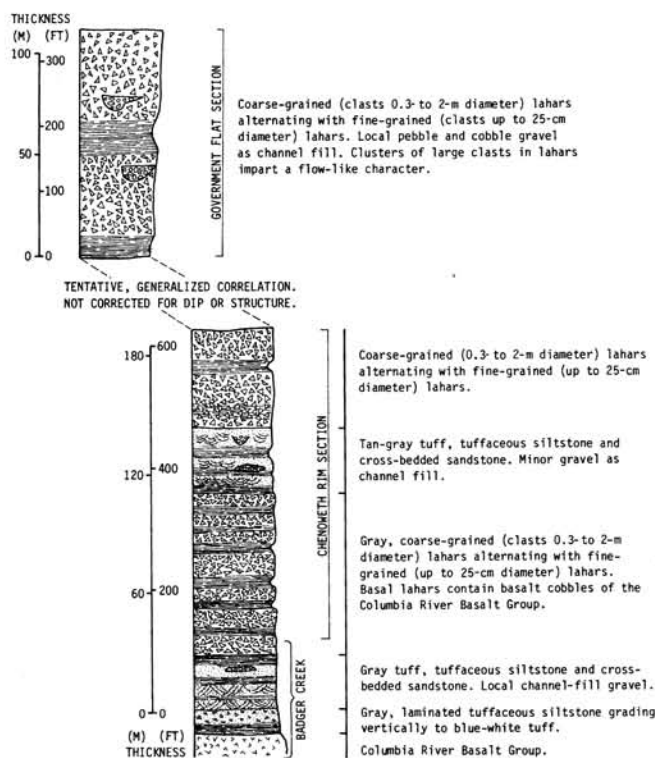 THICKNESS
(M) (FT)
100
300
200
50
100
0
0
GOVERNMENT FLAT SECTION
Coarse-grained (clasts 0.3- to 2-m diameter) lahars
alternating with fine-grained (clasts up to 25-cm
diameter) lahars. Local pebble and cobble gravel
as channel fill. Clusters of large clasts in lahars
impart a flow-like character.
TENTATIVE, GENERALIZED CORRELATION.
NOT CORRECTED FOR DIP OR STRUCTURE.
180
600
120
400
60
200
0
0
(M) (FT)
THICKNESS
CHENOWETH RIM SECTION
BADGER CREEK
Coarse-grained (0.3- to 2-m diameter) lahars
alternating with fine-grained (up to 25-cm
diameter) lahars.
Tan-gray tuff, tuffaceous siltstone and
cross-bedded sandstone. Minor gravel as
channel fill.
Gray, coarse-grained (clasts 0.3- to 2-m
diameter) lahars alternating with fine-
grained (up to 25-cm diameter) lahars.
Basal lahars contain basalt cobbles of the
Columbia River Basalt Group.
Gray tuff, tuffaceous siltstone and cross-
bedded sandstone. Local channel-fill gravel.
Gray, laminated tuffaceous siltstone grading
vertically to blue-white tuff.
Columbia River Basalt Group.